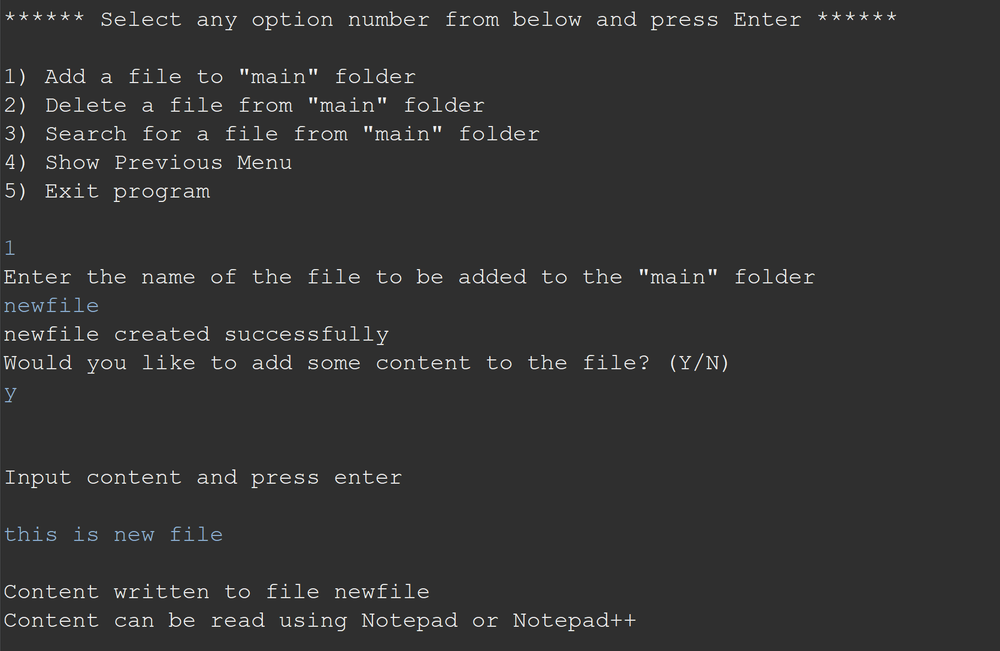 ****** Select any option number from below and press Enter ******
1) Add a file to "main" folder
2) Delete a file from "main" folder
3) Search for a file from "main" folder
4) Show Previous Menu
5) Exit program
1
Enter the name of the file to be added to the "main" folder
newfile
newfile created successfully
Would you like to add some content to the file? (Y/N)
y
Input content and press enter
this is new file
Content written to file newfile
Content can be read using Notepad or Notepad++